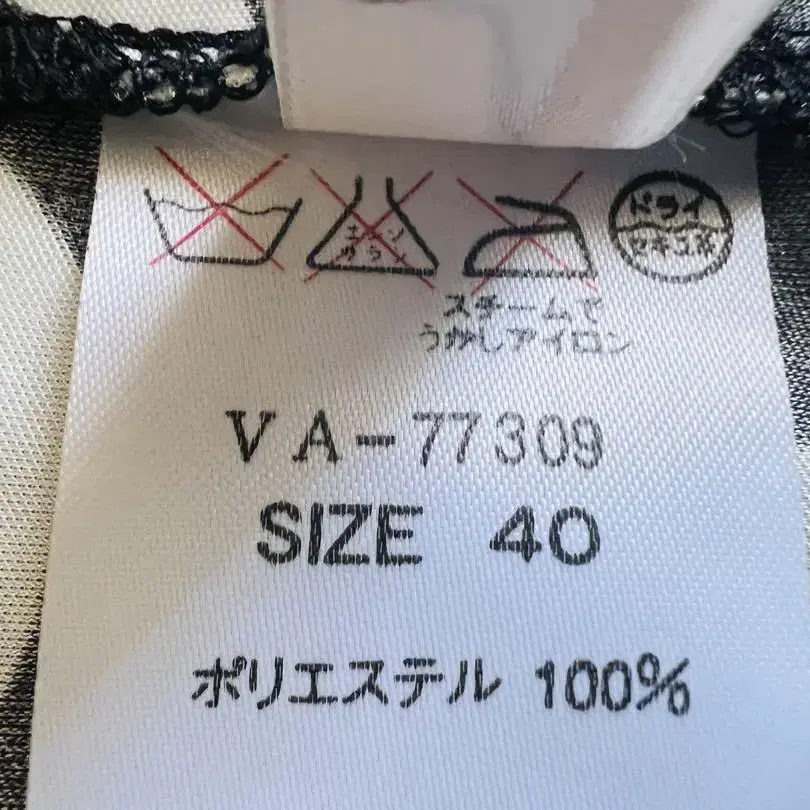 エンソ
サラ
ドライ
セキユ系
スチームで
うかしアイロン
VA-77309
SIZE 40
ポリエステル 100%